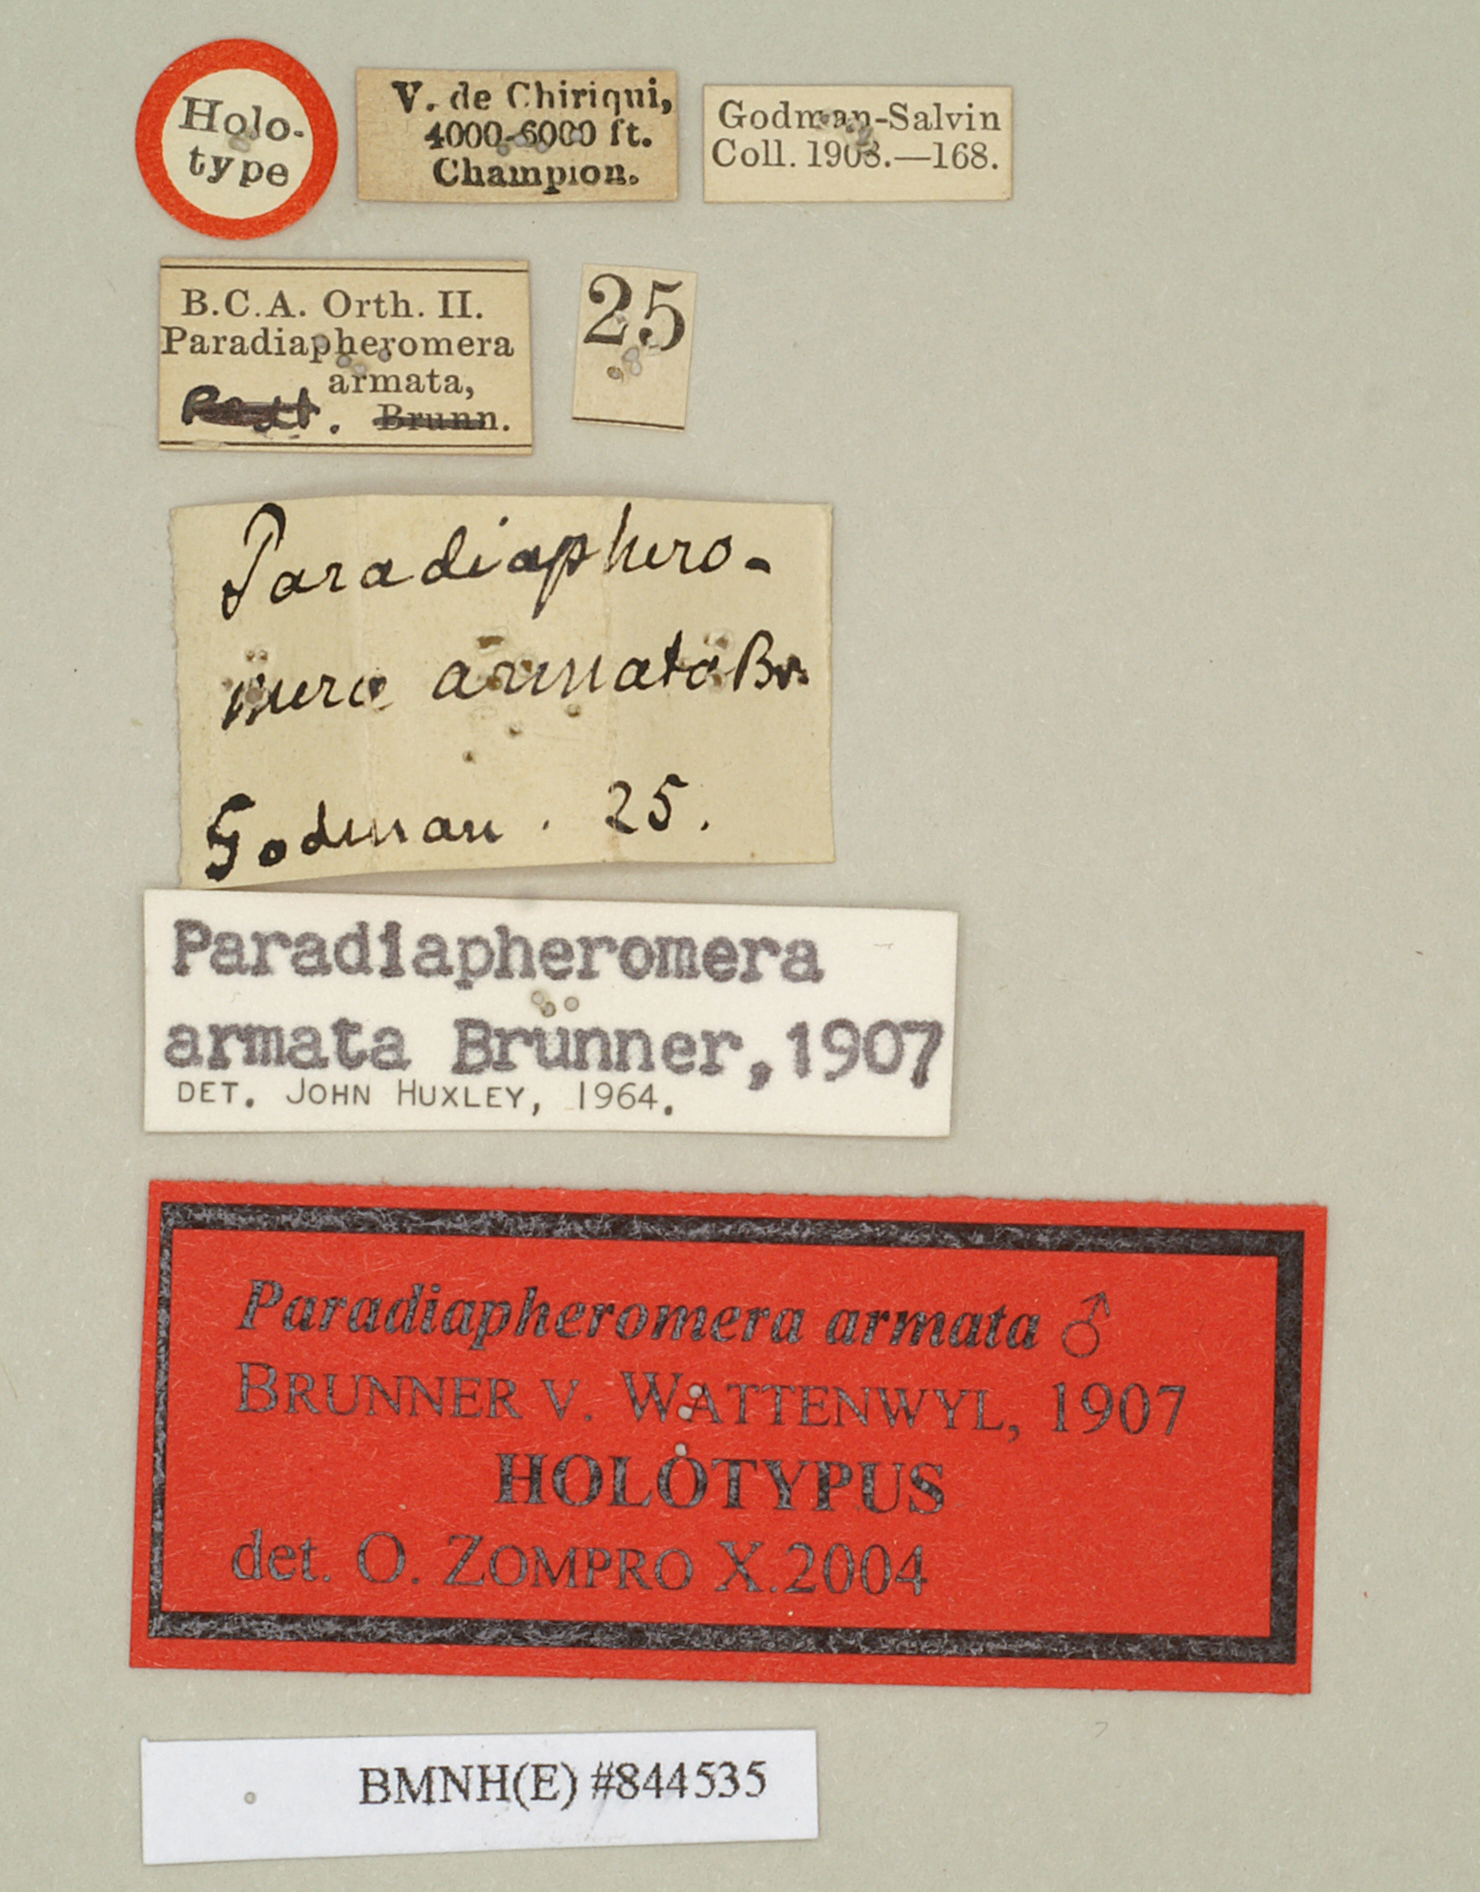 Holo-
type
V. de Chiriqui,
4000-6000 ft.
Champion.
Godman-Salvin
Coll. 1908.—168.
B.C.A. Orth. II.
Paradiapheromera
armata,
Brunn.
25
Paradiaphero-
mera armata Br.
Godman. 25.
Paradiapheromera
armata Brunner, 1907
DET. JOHN HUXLEY, 1964.
Paradiapheromera armata ♂
BRUNNER V. WATTENWYL, 1907
HOLOTYPUS
det. O. ZOMPRO X.2004
BMNH(E) #844535